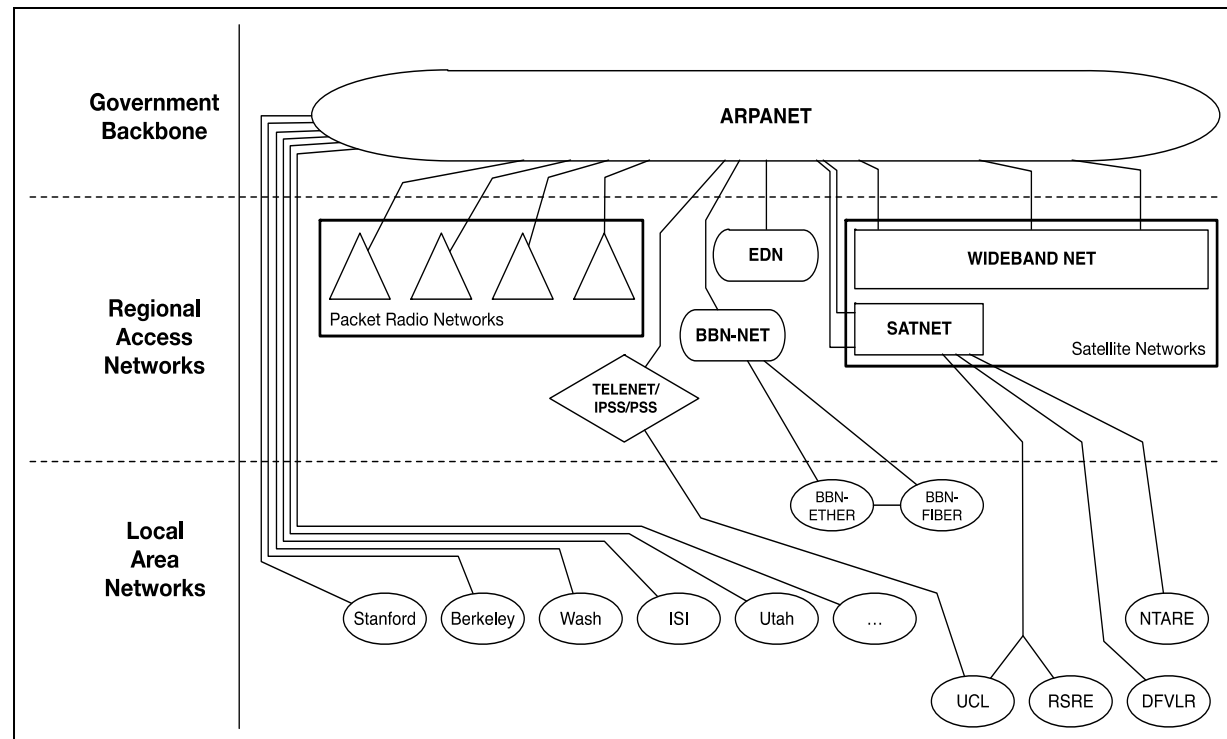 Government
Backbone
ARPANET
Regional
Access
Networks
Packet Radio Networks
EDN
WIDEBAND NET
BBN-NET
SATNET
Satellite Networks
TELENET/
IPSS/PSS
Local
Area
Networks
BBN-
ETHER
BBN-
FIBER
Stanford
Berkeley
Wash
ISI
Utah
...
NTARE
UCL
RSRE
DFVLR